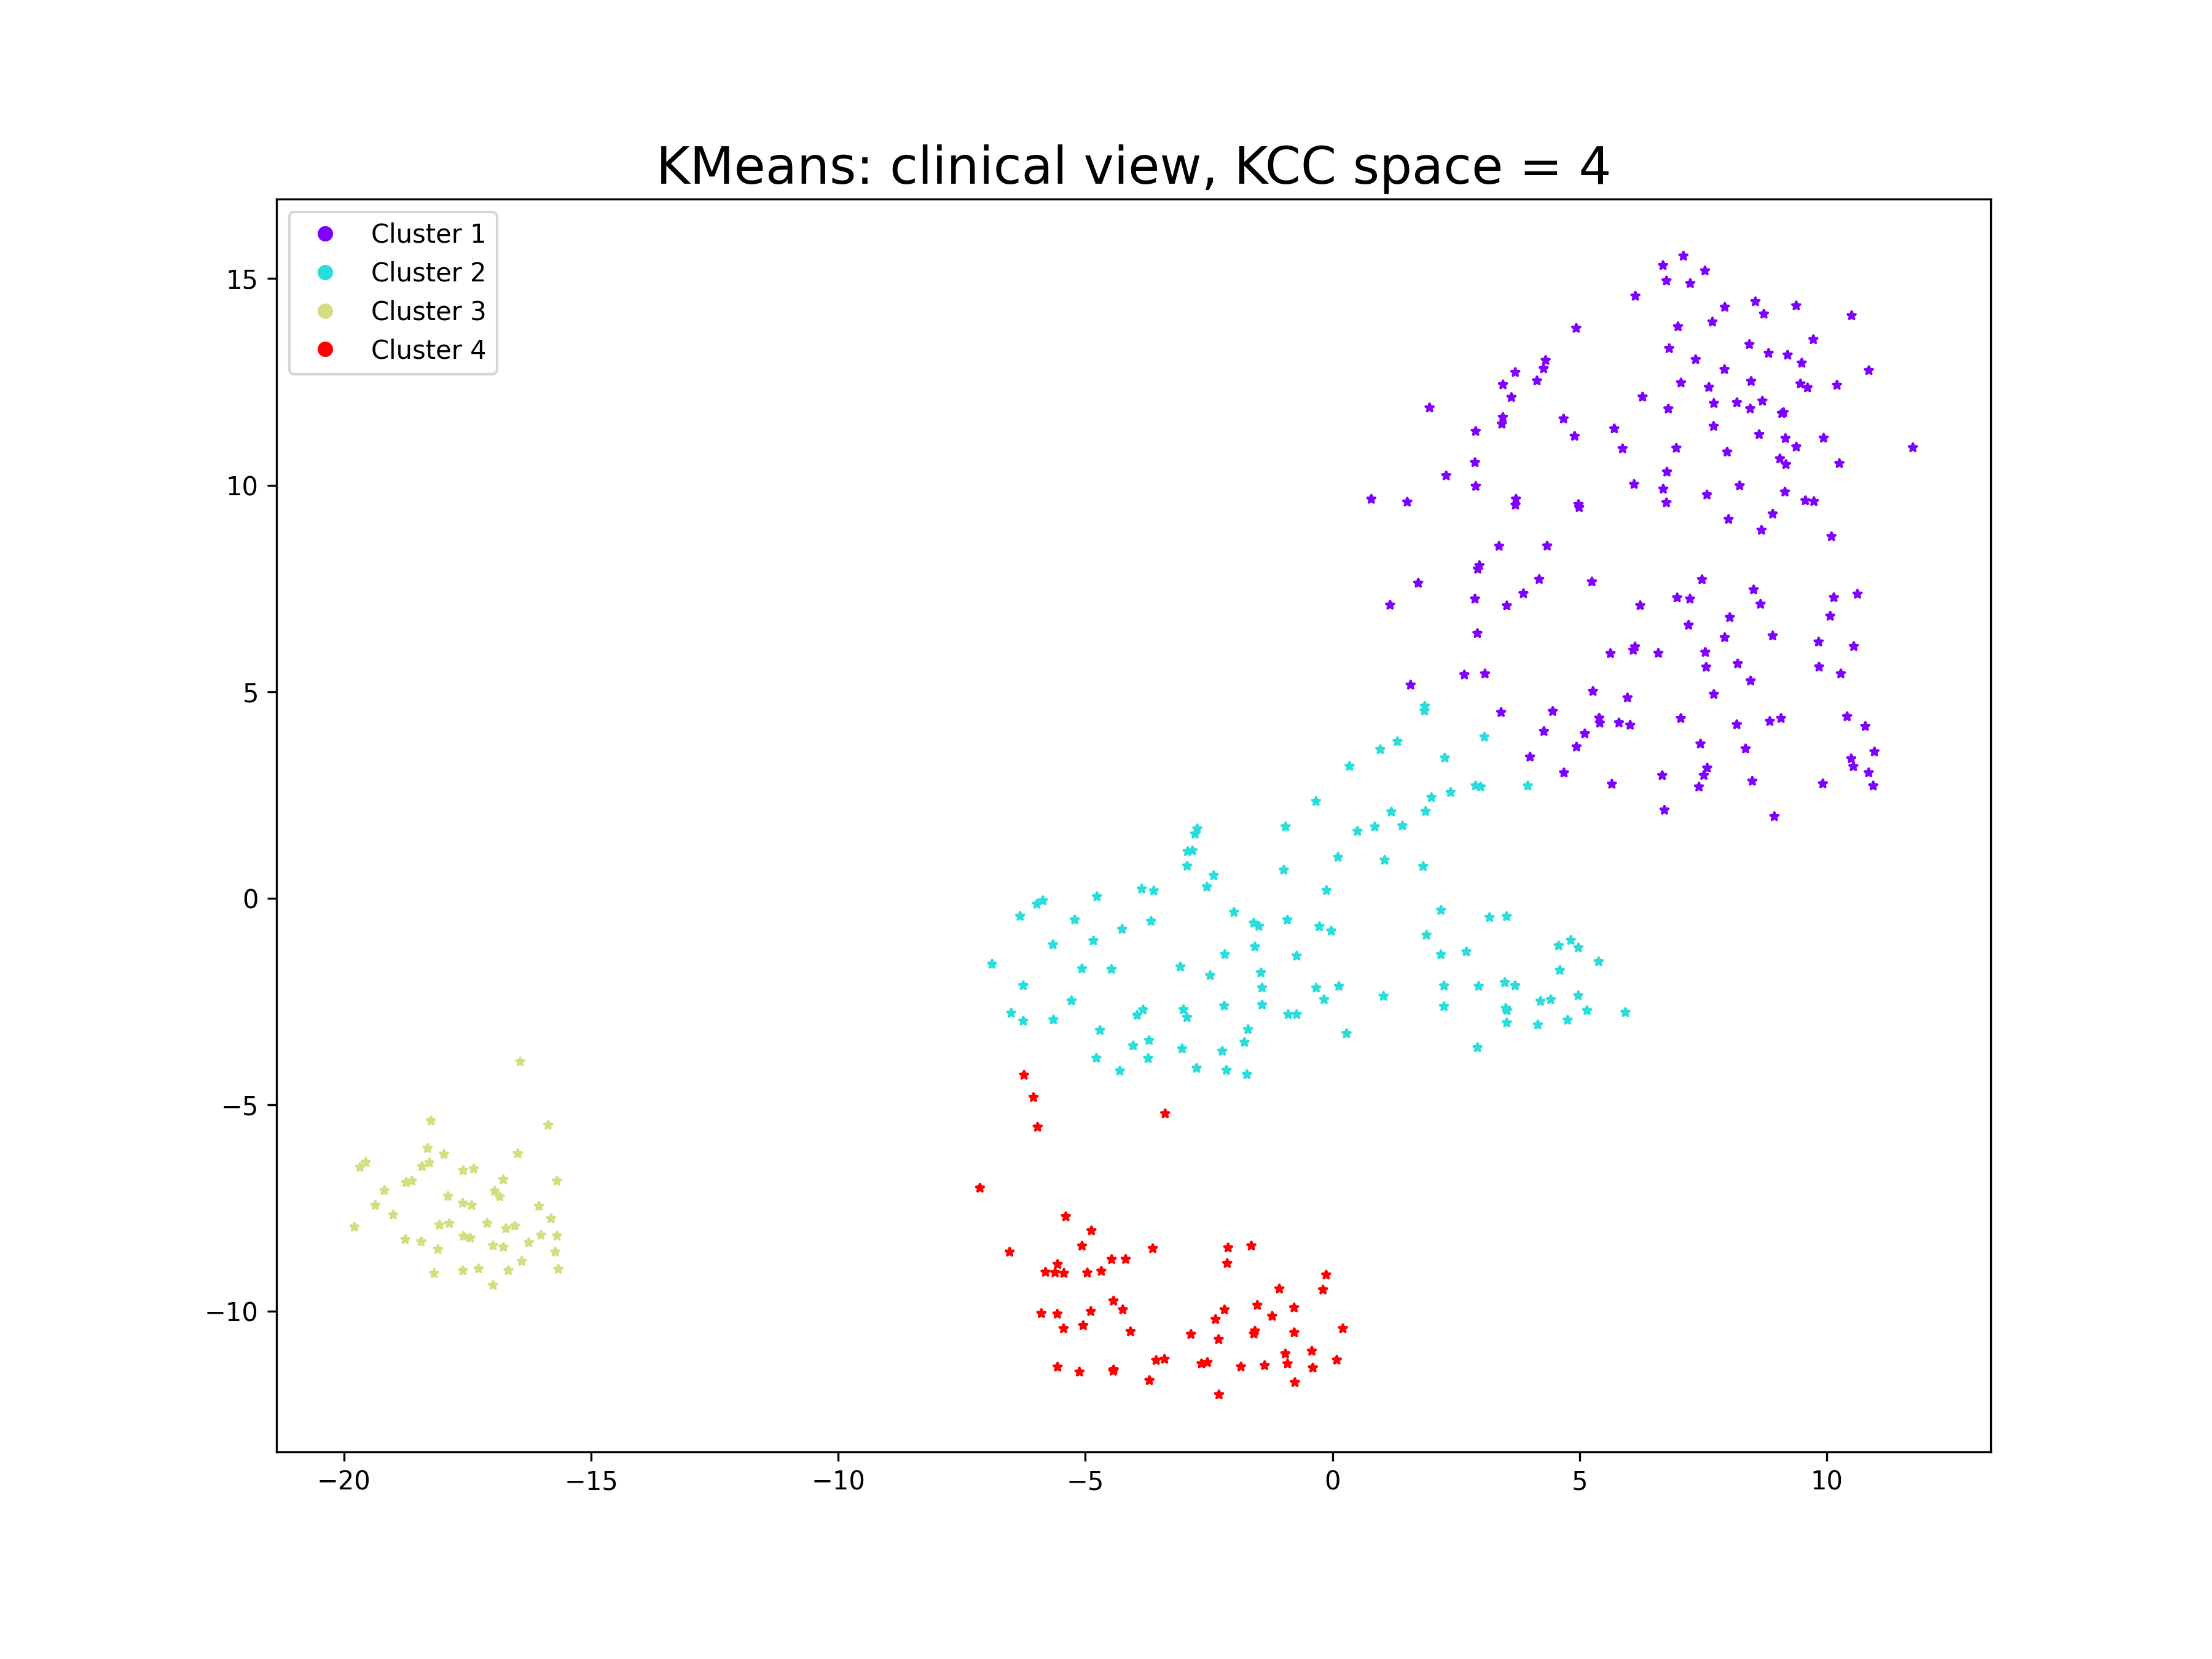 KMeans: clinical view, KCC space = 4
Cluster 1
Cluster 2
Cluster 3
Cluster 4
15
10
5
0
−5
−10
−20 −15 −10 −5 0 5 10